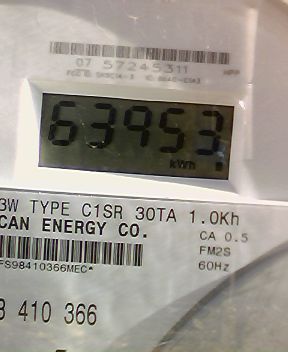 07 57245311
63953
kWh
3W TYPE C1SR 30TA 1.0Kh
CAN ENERGY CO.
CA 0.5
FM2S
FS98410366MEC*
60Hz
3 410 366